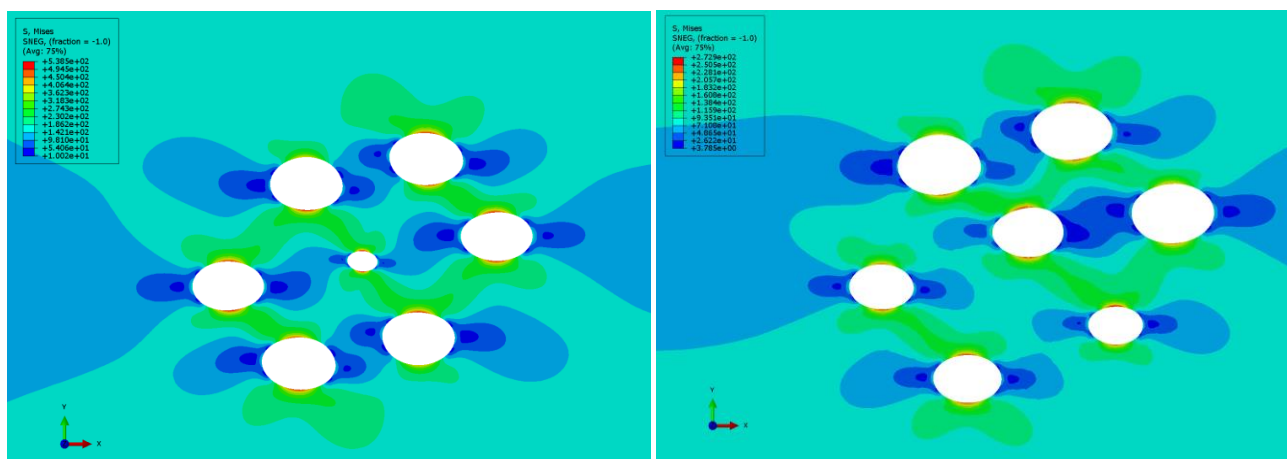 S, Mises
SNEG, (fraction = -1.0)
(Avg: 75%)
+5.385e+02
+4.945e+02
+4.504e+02
+4.064e+02
+3.623e+02
+3.183e+02
+2.743e+02
+2.302e+02
+1.862e+02
+1.421e+02
+9.810e+01
+5.406e+01
+1.002e+01
Y
X
S, Mises
SNEG, (fraction = -1.0)
(Avg: 75%)
+2.729e+02
+2.505e+02
+2.281e+02
+2.057e+02
+1.832e+02
+1.608e+02
+1.384e+02
+1.159e+02
+9.351e+01
+7.108e+01
+4.865e+01
+2.622e+01
+3.785e+00
Y
X